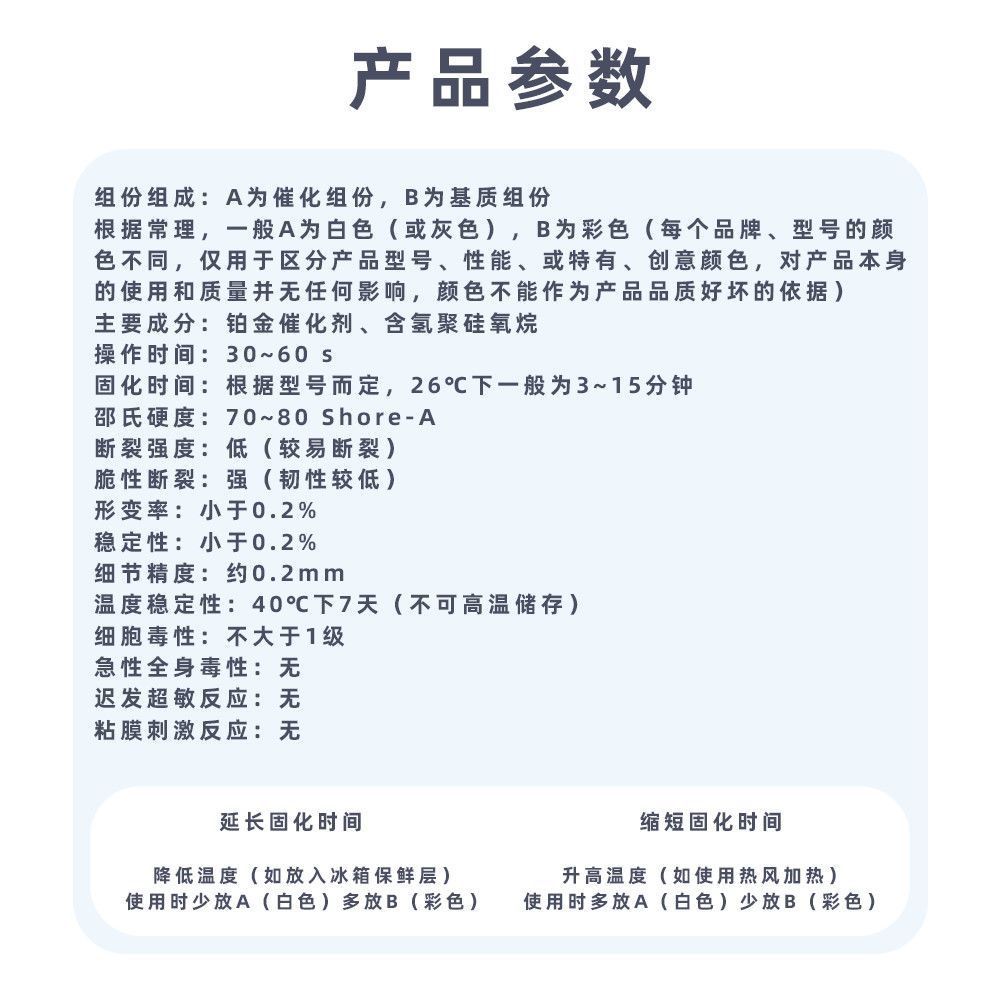 产品参数
组份组成：A为催化组份，B为基质组份
根据常理，一般A为白色（或灰色），B为彩色（每个品牌、型号的颜
色不同，仅用于区分产品型号、性能、或特有、创意颜色，对产品本身
的使用和质量并无任何影响，颜色不能作为产品品质好坏的依据）
主要成分：铂金催化剂、含氢聚硅氧烷
操作时间：30~60 s
固化时间：根据型号而定，26℃下一般为3~15分钟
邵氏硬度：70~80 Shore-A
断裂强度：低（较易断裂）
脆性断裂：强（韧性较低）
形变率：小于0.2%
稳定性：小于0.2%
细节精度：约0.2mm
温度稳定性：40℃下7天（不可高温储存）
细胞毒性：不大于1级
急性全身毒性：无
迟发超敏反应：无
粘膜刺激反应：无
延长固化时间
降低温度（如放入冰箱保鲜层）
使用时少放A（白色）多放B（彩色）
缩短固化时间
升高温度（如使用热风加热）
使用时多放A（白色）少放B（彩色）